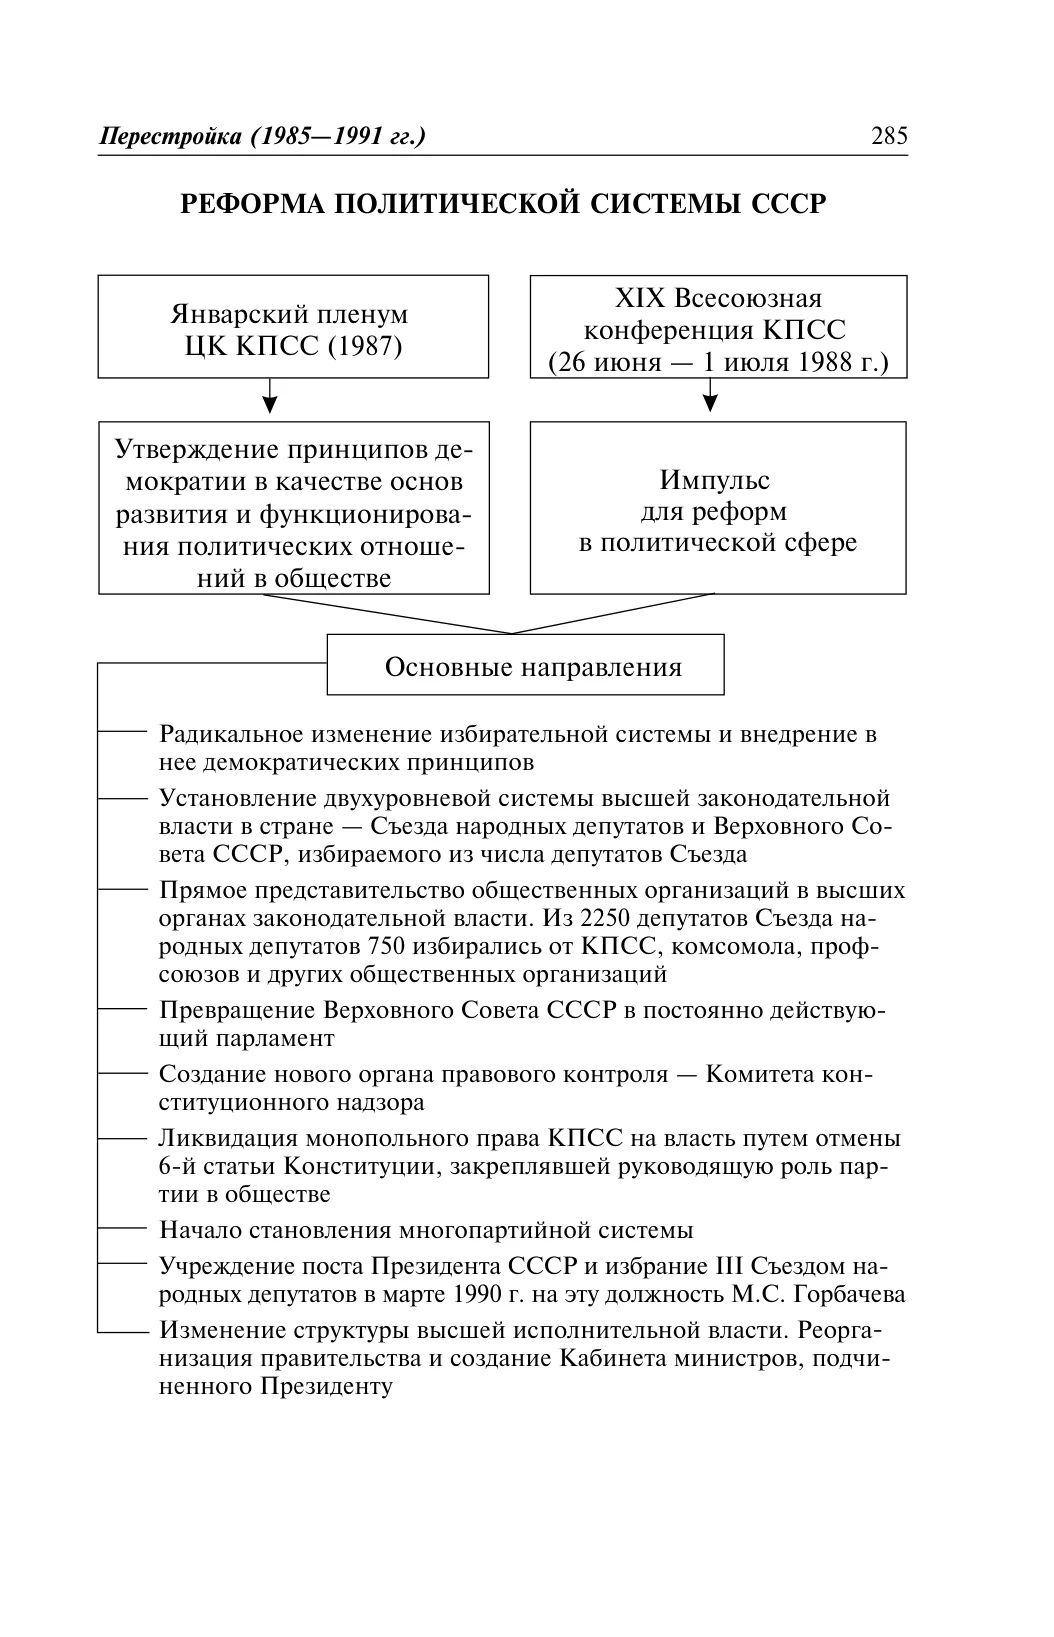 Перестройка (1985—1991 гг.) 285
РЕФОРМА ПОЛИТИЧЕСКОЙ СИСТЕМЫ СССР
Январский пленум
ЦК КПСС (1987)
XIX Всесоюзная
конференция КПСС
(26 июня — 1 июля 1988 г.)
Утверждение принципов де-
мократии в качестве основ
развития и функционирова-
ния политических отноше-
ний в обществе
Импульс
для реформ
в политической сфере
Основные направления
Радикальное изменение избирательной системы и внедрение в
нее демократических принципов
Установление двухуровневой системы высшей законодательной
власти в стране — Съезда народных депутатов и Верховного Со-
вета СССР, избираемого из числа депутатов Съезда
Прямое представительство общественных организаций в высших
органах законодательной власти. Из 2250 депутатов Съезда на-
родных депутатов 750 избирались от КПСС, комсомола, проф-
союзов и других общественных организаций
Превращение Верховного Совета СССР в постоянно действую-
щий парламент
Создание нового органа правового контроля — Комитета кон-
ституционного надзора
Ликвидация монопольного права КПСС на власть путем отмены
6-й статьи Конституции, закреплявшей руководящую роль пар-
тии в обществе
Начало становления многопартийной системы
Учреждение поста Президента СССР и избрание III Съездом на-
родных депутатов в марте 1990 г. на эту должность М.С. Горбачева
Изменение структуры высшей исполнительной власти. Реорга-
низация правительства и создание Кабинета министров, подчи-
ненного Президенту